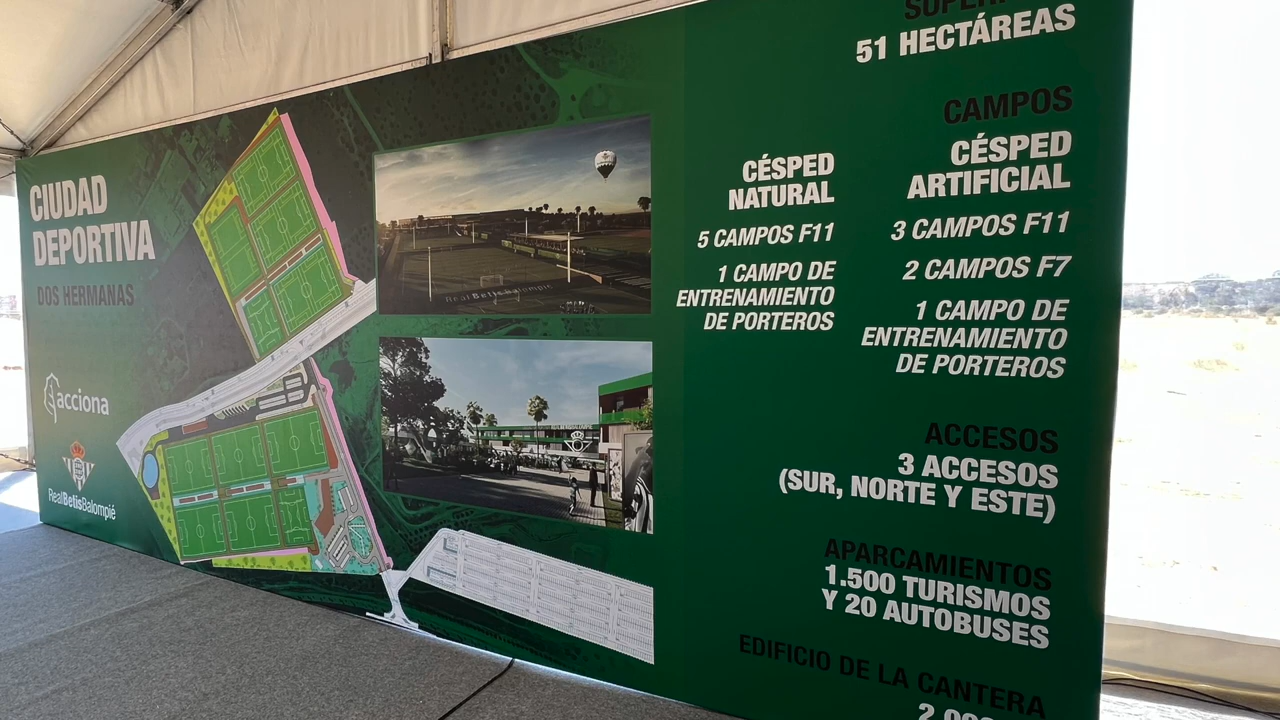 CIUDAD
DEPORTIVA
DOS HERMANAS
acciona
RealBetisBalompié
RealBetisBalompié
51 HECTÁREAS
CAMPOS
CÉSPED
NATURAL
5 CAMPOS F11
1 CAMPO DE
ENTRENAMIENTO
DE PORTEROS
CÉSPED
ARTIFICIAL
3 CAMPOS F11
2 CAMPOS F7
1 CAMPO DE
ENTRENAMIENTO
DE PORTEROS
ACCESOS
3 ACCESOS
(SUR, NORTE Y ESTE)
APARCAMIENTOS
1.500 TURISMOS
Y 20 AUTOBUSES
EDIFICIO DE LA CANTERA